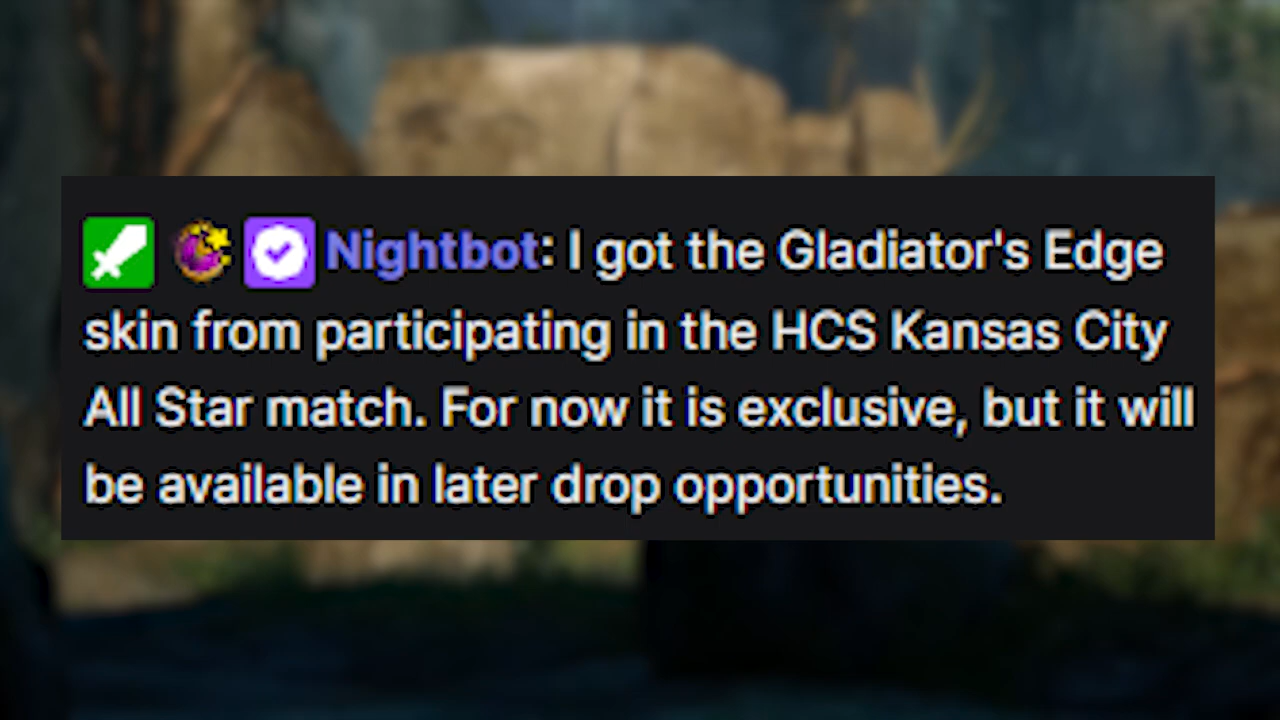 Nightbot: I got the Gladiator's Edge
skin from participating in the HCS Kansas City
All Star match. For now it is exclusive, but it will
be available in later drop opportunities.